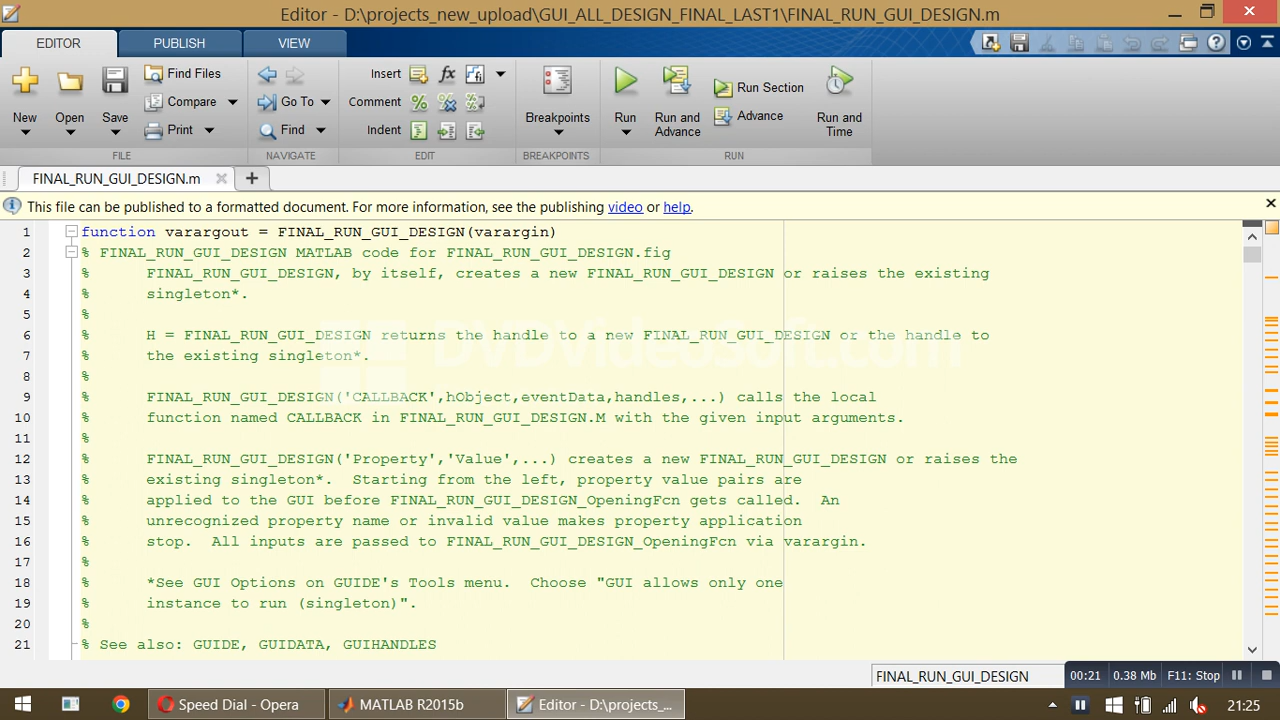 Editor - D:\projects_new_upload\GUI_ALL_DESIGN_FINAL_LAST1\FINAL_RUN_GUI_DESIGN.m
EDITOR PUBLISH VIEW
New Open Save Find Files Compare Print
FILE
Go To Find
NAVIGATE
Insert Comment Indent
EDIT
Breakpoints
BREAKPOINTS
Run Run and Advance Run Section Advance Run and Time
RUN
FINAL_RUN_GUI_DESIGN.m
This file can be published to a formatted document. For more information, see the publishing video or help.
1 function varargout = FINAL_RUN_GUI_DESIGN(varargin)
2 % FINAL_RUN_GUI_DESIGN MATLAB code for FINAL_RUN_GUI_DESIGN.fig
3 % FINAL_RUN_GUI_DESIGN, by itself, creates a new FINAL_RUN_GUI_DESIGN or raises the existing
4 % singleton*.
5 %
6 % H = FINAL_RUN_GUI_DESIGN returns the handle to a new FINAL_RUN_GUI_DESIGN or the handle to
7 % the existing singleton*.
8 %
9 % FINAL_RUN_GUI_DESIGN('CALLBACK',hObject,eventData,handles,...) calls the local
10 % function named CALLBACK in FINAL_RUN_GUI_DESIGN.M with the given input arguments.
11 %
12 % FINAL_RUN_GUI_DESIGN('Property','Value',...) creates a new FINAL_RUN_GUI_DESIGN or raises the
13 % existing singleton*.  Starting from the left, property value pairs are
14 % applied to the GUI before FINAL_RUN_GUI_DESIGN_OpeningFcn gets called.  An
15 % unrecognized property name or invalid value makes property application
16 % stop.  All inputs are passed to FINAL_RUN_GUI_DESIGN_OpeningFcn via varargin.
17 %
18 % *See GUI Options on GUIDE's Tools menu.  Choose "GUI allows only one
19 % instance to run (singleton)".
20 %
21 % See also: GUIDE, GUIDATA, GUIHANDLES
DVDVideoSoft.com
FINAL_RUN_GUI_DESIGN 00:21 0.38 Mb F11: Stop
Speed Dial - Opera MATLAB R2015b Editor - D:\projects_... 21:25